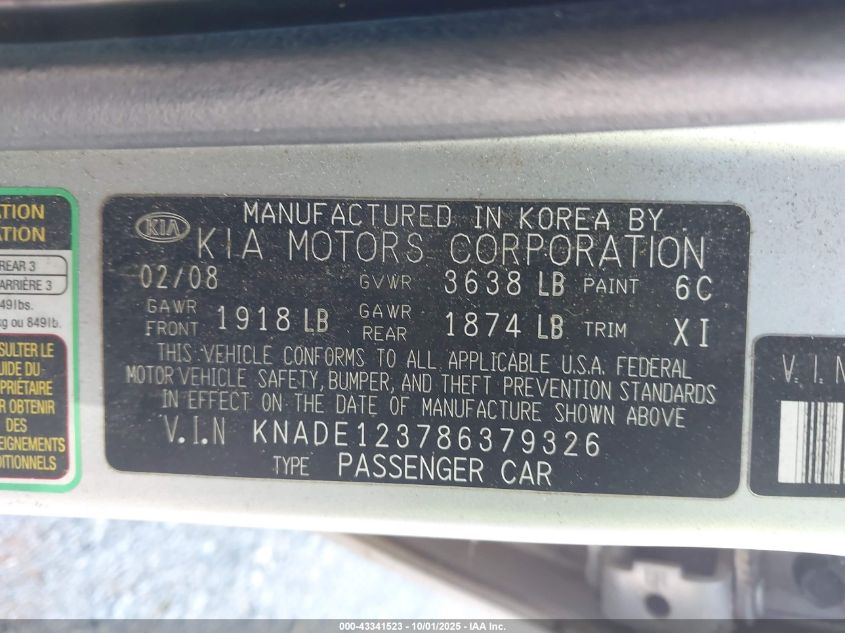 ATION
ATION
REAR 3
ARRIÈRE 3
849lbs.
kg ou 849lb.
SULTER LE
UIDE DU
PRIÉTAIRE
R OBTENIR
DES
SEIGNEMENTS
DITIONNELS
KIA
MANUFACTURED IN KOREA BY
KIA MOTORS CORPORATION
02/08 GVWR 3638 LB PAINT 6C
GAWR FRONT 1918 LB GAWR REAR 1874 LB TRIM XI
THIS VEHICLE CONFORMS TO ALL APPLICABLE U.S.A. FEDERAL
MOTOR VEHICLE SAFETY, BUMPER, AND THEFT PREVENTION STANDARDS
IN EFFECT ON THE DATE OF MANUFACTURE SHOWN ABOVE
V.I.N KNADE123786379326
TYPE PASSENGER CAR
V.I.N
000-43341523 - 10/01/2025 - IAA Inc.